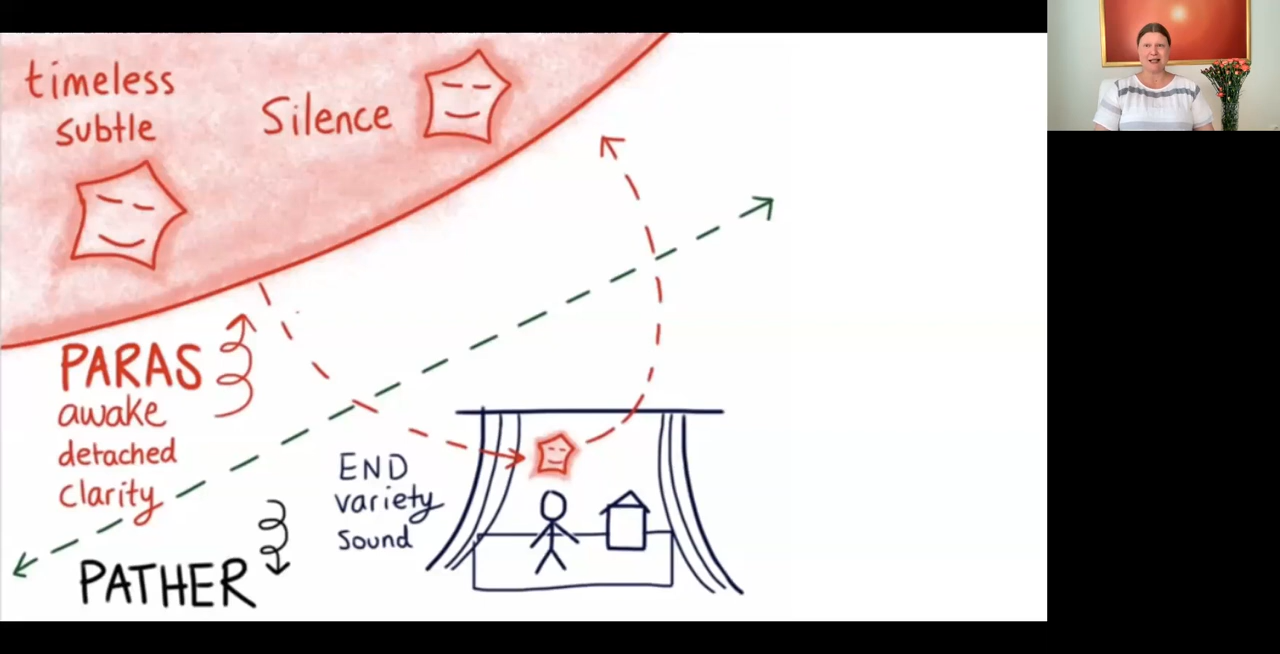 timeless
subtle
Silence
PARAS
awake
detached
clarity
PATHER
END
variety
sound